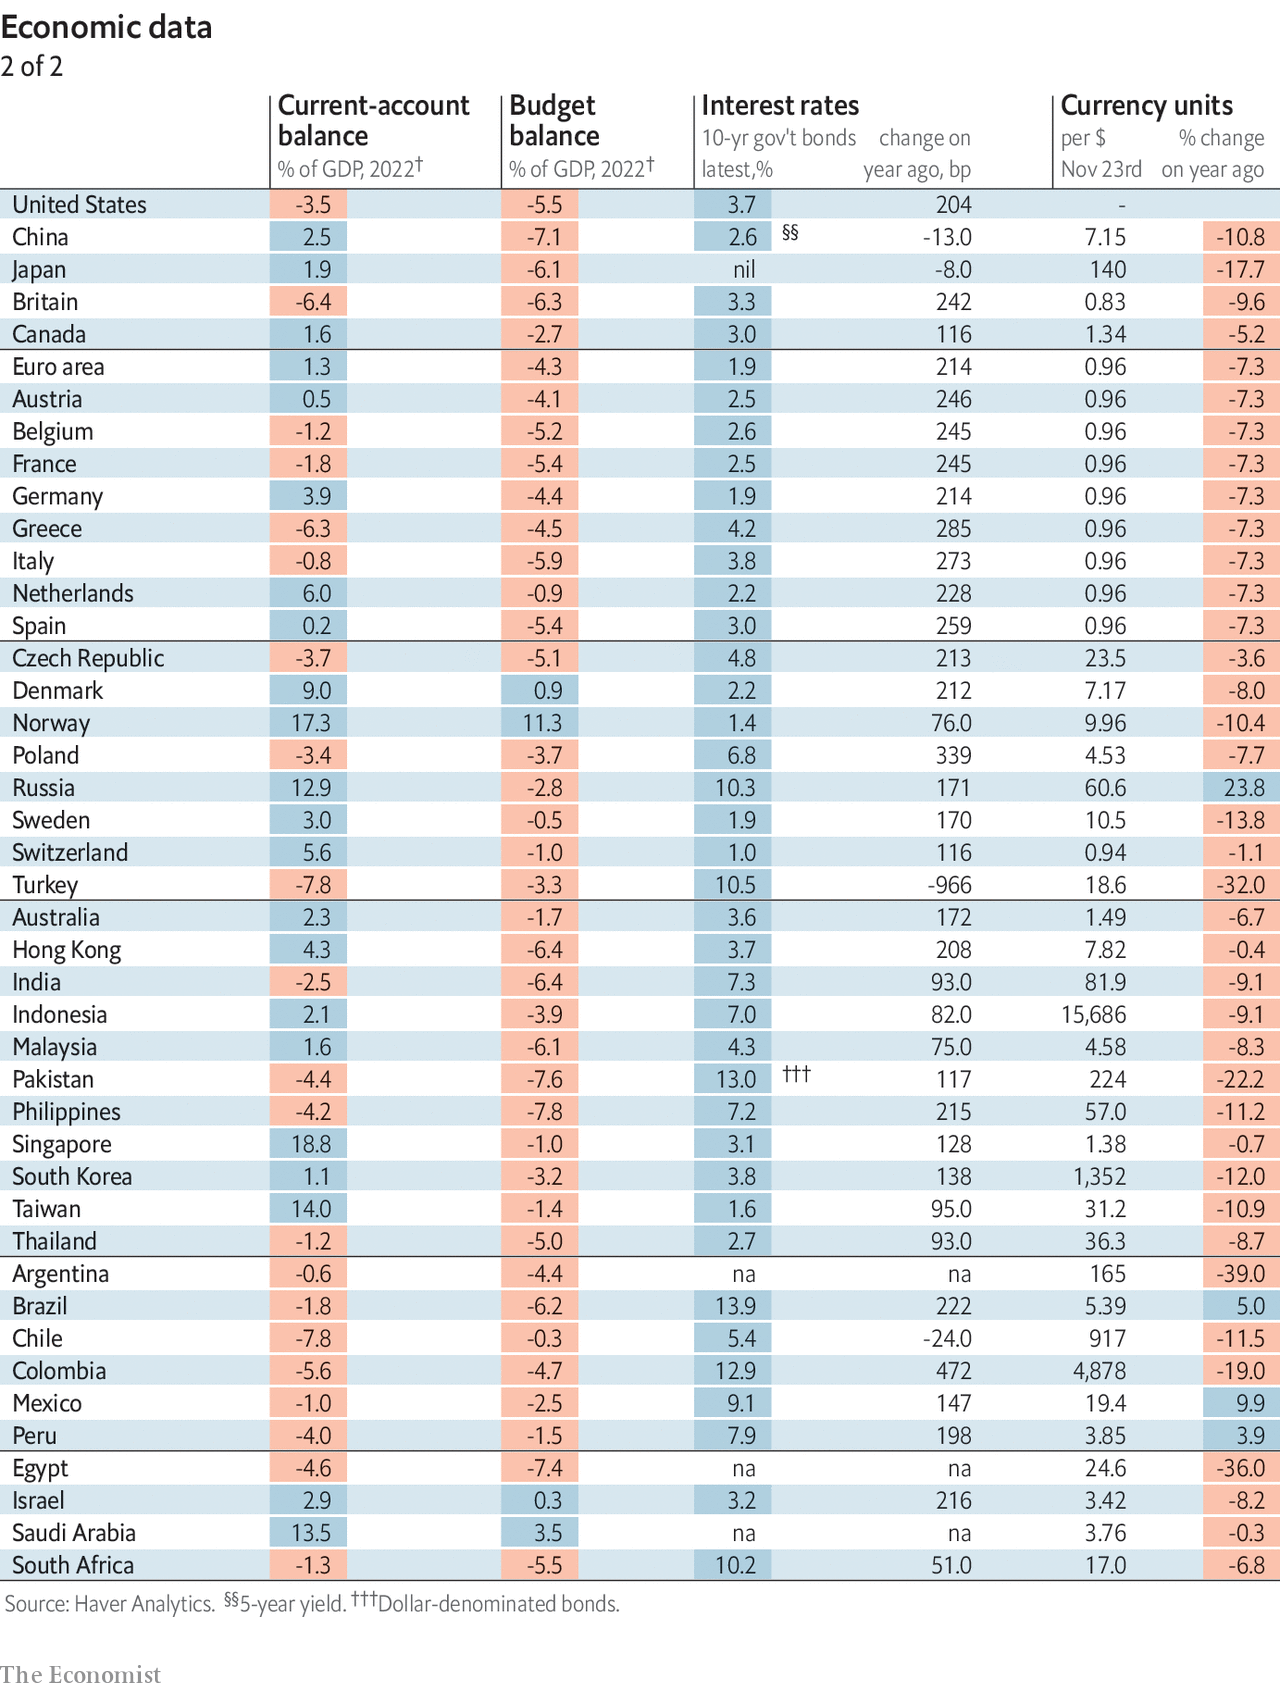 Economic data
2 of 2
Current-account balance % of GDP, 2022† Budget balance % of GDP, 2022† Interest rates 10-yr gov't bonds latest,% change on year ago, bp Currency units per $ Nov 23rd % change on year ago
United States -3.5 -5.5 3.7 204 -
China 2.5 -7.1 2.6 §§ -13.0 7.15 -10.8
Japan 1.9 -6.1 nil -8.0 140 -17.7
Britain -6.4 -6.3 3.3 242 0.83 -9.6
Canada 1.6 -2.7 3.0 116 1.34 -5.2
Euro area 1.3 -4.3 1.9 214 0.96 -7.3
Austria 0.5 -4.1 2.5 246 0.96 -7.3
Belgium -1.2 -5.2 2.6 245 0.96 -7.3
France -1.8 -5.4 2.5 245 0.96 -7.3
Germany 3.9 -4.4 1.9 214 0.96 -7.3
Greece -6.3 -4.5 4.2 285 0.96 -7.3
Italy -0.8 -5.9 3.8 273 0.96 -7.3
Netherlands 6.0 -0.9 2.2 228 0.96 -7.3
Spain 0.2 -5.4 3.0 259 0.96 -7.3
Czech Republic -3.7 -5.1 4.8 213 23.5 -3.6
Denmark 9.0 0.9 2.2 212 7.17 -8.0
Norway 17.3 11.3 1.4 76.0 9.96 -10.4
Poland -3.4 -3.7 6.8 339 4.53 -7.7
Russia 12.9 -2.8 10.3 171 60.6 23.8
Sweden 3.0 -0.5 1.9 170 10.5 -13.8
Switzerland 5.6 -1.0 1.0 116 0.94 -1.1
Turkey -7.8 -3.3 10.5 -966 18.6 -32.0
Australia 2.3 -1.7 3.6 172 1.49 -6.7
Hong Kong 4.3 -6.4 3.7 208 7.82 -0.4
India -2.5 -6.4 7.3 93.0 81.9 -9.1
Indonesia 2.1 -3.9 7.0 82.0 15,686 -9.1
Malaysia 1.6 -6.1 4.3 75.0 4.58 -8.3
Pakistan -4.4 -7.6 13.0 ††† 117 224 -22.2
Philippines -4.2 -7.8 7.2 215 57.0 -11.2
Singapore 18.8 -1.0 3.1 128 1.38 -0.7
South Korea 1.1 -3.2 3.8 138 1,352 -12.0
Taiwan 14.0 -1.4 1.6 95.0 31.2 -10.9
Thailand -1.2 -5.0 2.7 93.0 36.3 -8.7
Argentina -0.6 -4.4 na na 165 -39.0
Brazil -1.8 -6.2 13.9 222 5.39 5.0
Chile -7.8 -0.3 5.4 -24.0 917 -11.5
Colombia -5.6 -4.7 12.9 472 4,878 -19.0
Mexico -1.0 -2.5 9.1 147 19.4 9.9
Peru -4.0 -1.5 7.9 198 3.85 3.9
Egypt -4.6 -7.4 na na 24.6 -36.0
Israel 2.9 0.3 3.2 216 3.42 -8.2
Saudi Arabia 13.5 3.5 na na 3.76 -0.3
South Africa -1.3 -5.5 10.2 51.0 17.0 -6.8
Source: Haver Analytics. §§5-year yield. †††Dollar-denominated bonds.
The Economist